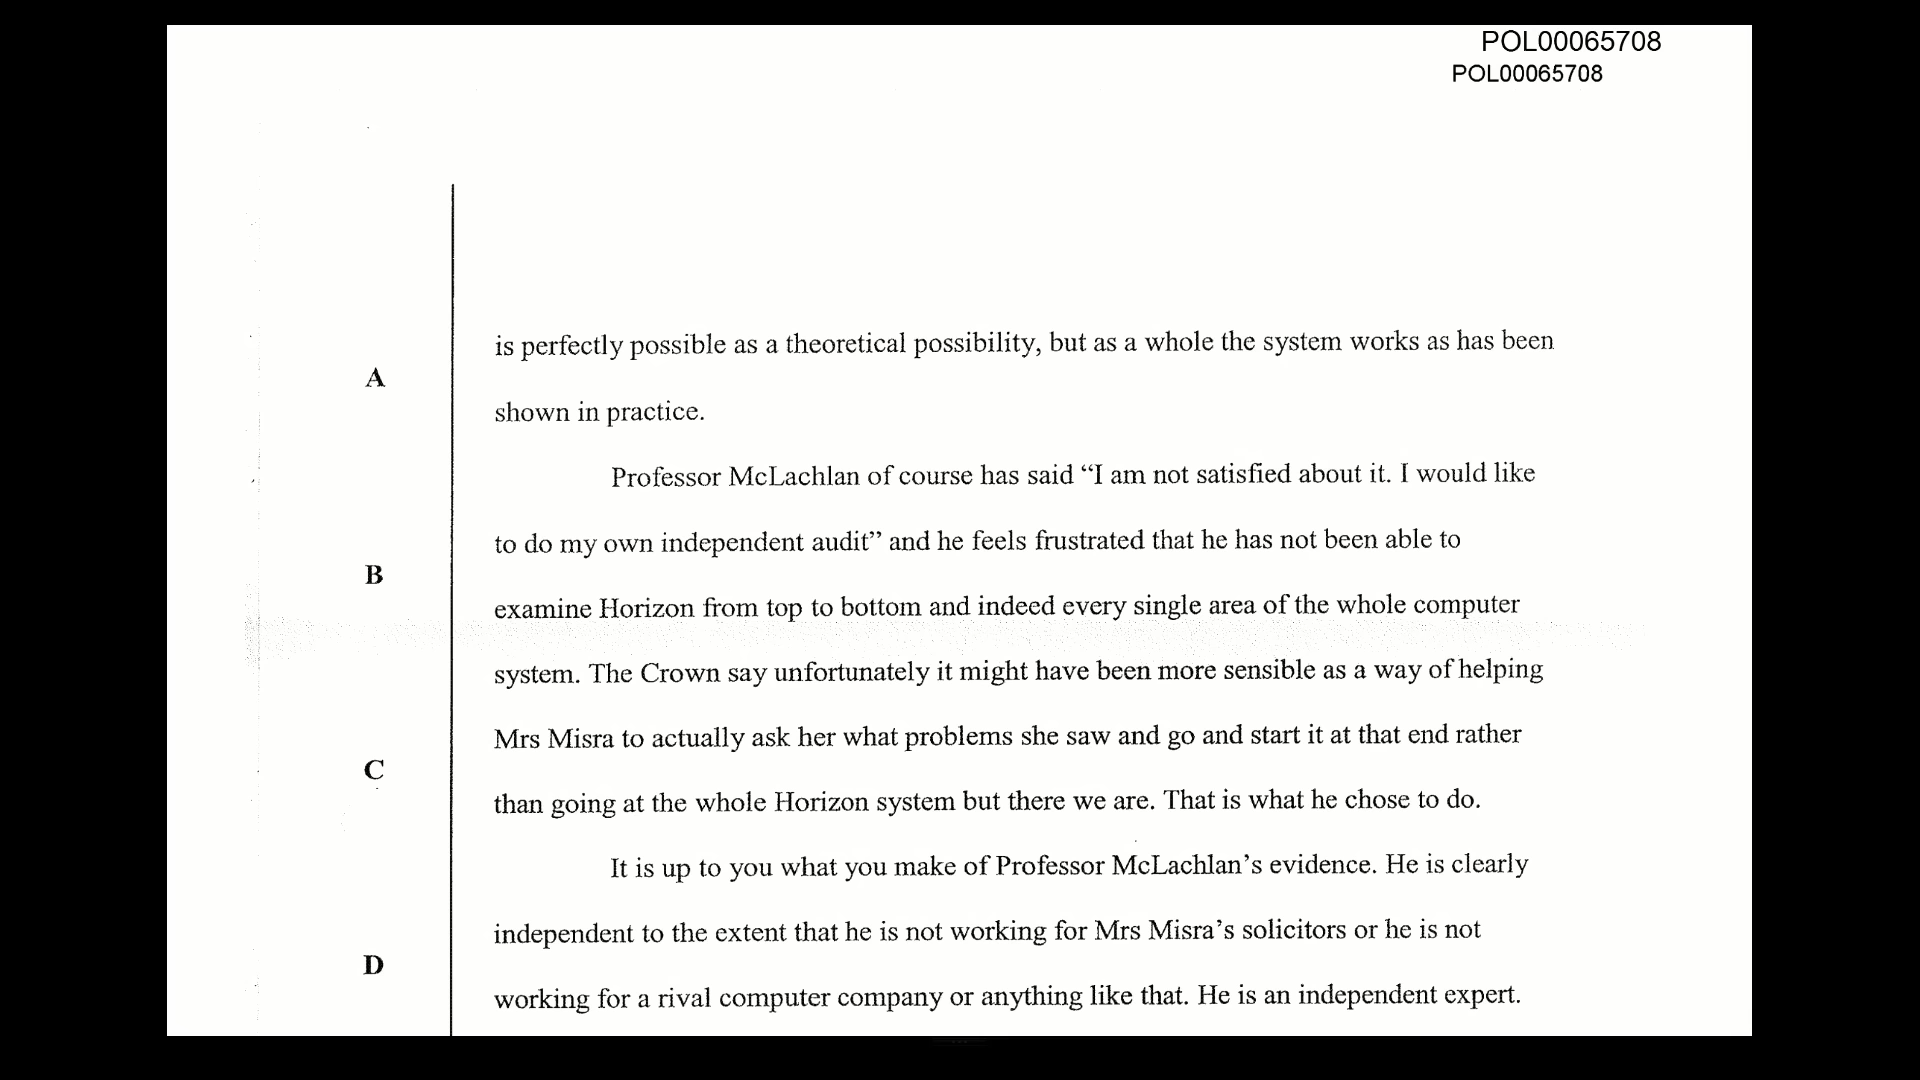 POL00065708
POL00065708
is perfectly possible as a theoretical possibility, but as a whole the system works as has been
A
shown in practice.
Professor McLachlan of course has said “I am not satisfied about it. I would like
to do my own independent audit” and he feels frustrated that he has not been able to
B
examine Horizon from top to bottom and indeed every single area of the whole computer
system. The Crown say unfortunately it might have been more sensible as a way of helping
Mrs Misra to actually ask her what problems she saw and go and start it at that end rather
C
than going at the whole Horizon system but there we are. That is what he chose to do.
It is up to you what you make of Professor McLachlan’s evidence. He is clearly
independent to the extent that he is not working for Mrs Misra’s solicitors or he is not
D
working for a rival computer company or anything like that. He is an independent expert.